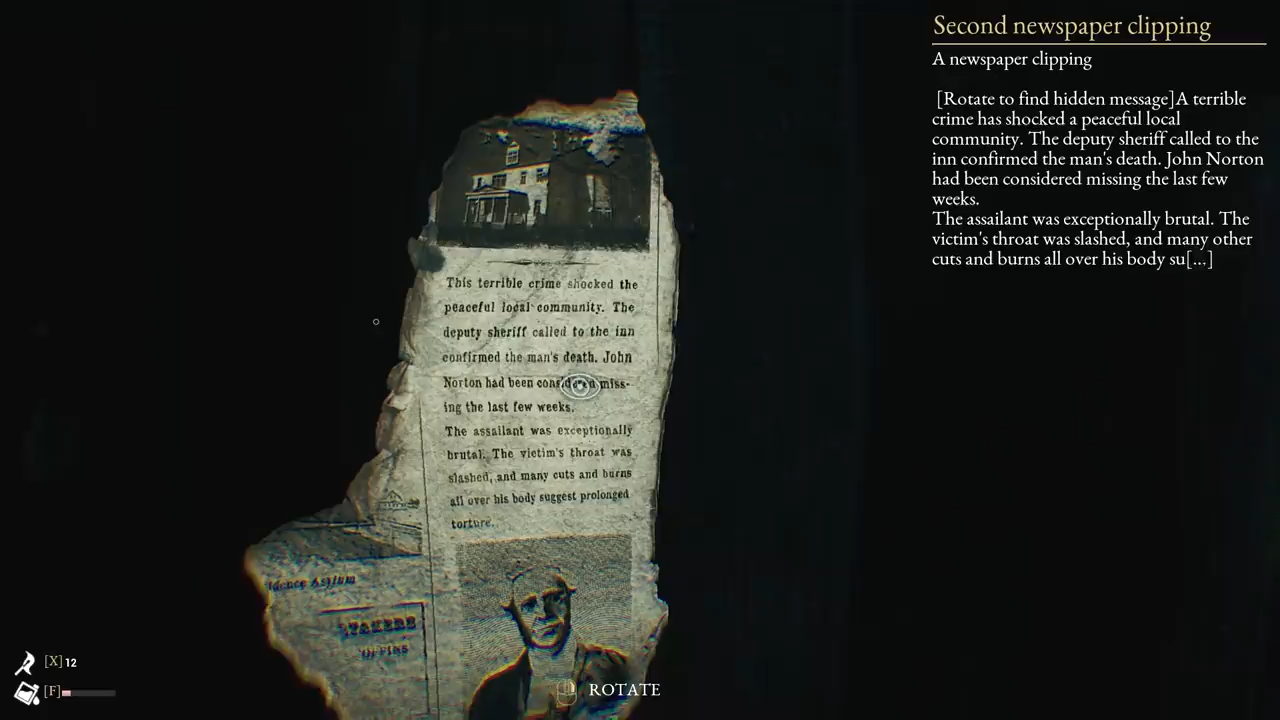 Second newspaper clipping
A newspaper clipping
[Rotate to find hidden message]A terrible
crime has shocked a peaceful local
community. The deputy sheriff called to the
inn confirmed the man's death. John Norton
had been considered missing the last few
weeks.
The assailant was exceptionally brutal. The
victim's throat was slashed, and many other
cuts and burns all over his body su[...]
This terrible crime shocked the
peaceful local community. The
deputy sheriff called to the inn
confirmed the man's death. John
Norton had been considered miss-
ing the last few weeks.
The assailant was exceptionally
brutal. The victim's throat was
slashed, and many cuts and burns
all over his body suggest prolonged
torture.
idence Asylum
[X] 12
[F]
ROTATE